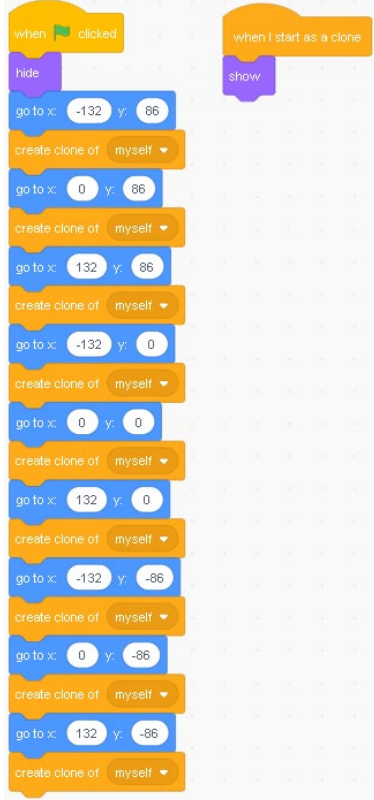 when clicked
hide
go to x: -132 y: 86
create clone of myself
go to x: 0 y: 86
create clone of myself
go to x: 132 y: 86
create clone of myself
go to x: -132 y: 0
create clone of myself
go to x: 0 y: 0
create clone of myself
go to x: 132 y: 0
create clone of myself
go to x: -132 y: -86
create clone of myself
go to x: 0 y: -86
create clone of myself
go to x: 132 y: -86
create clone of myself
when I start as a clone
show